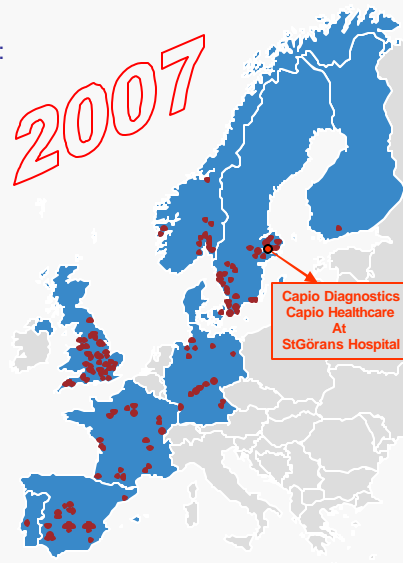 :
2007
Capio Diagnostics
Capio Healthcare
At
StGörans Hospital